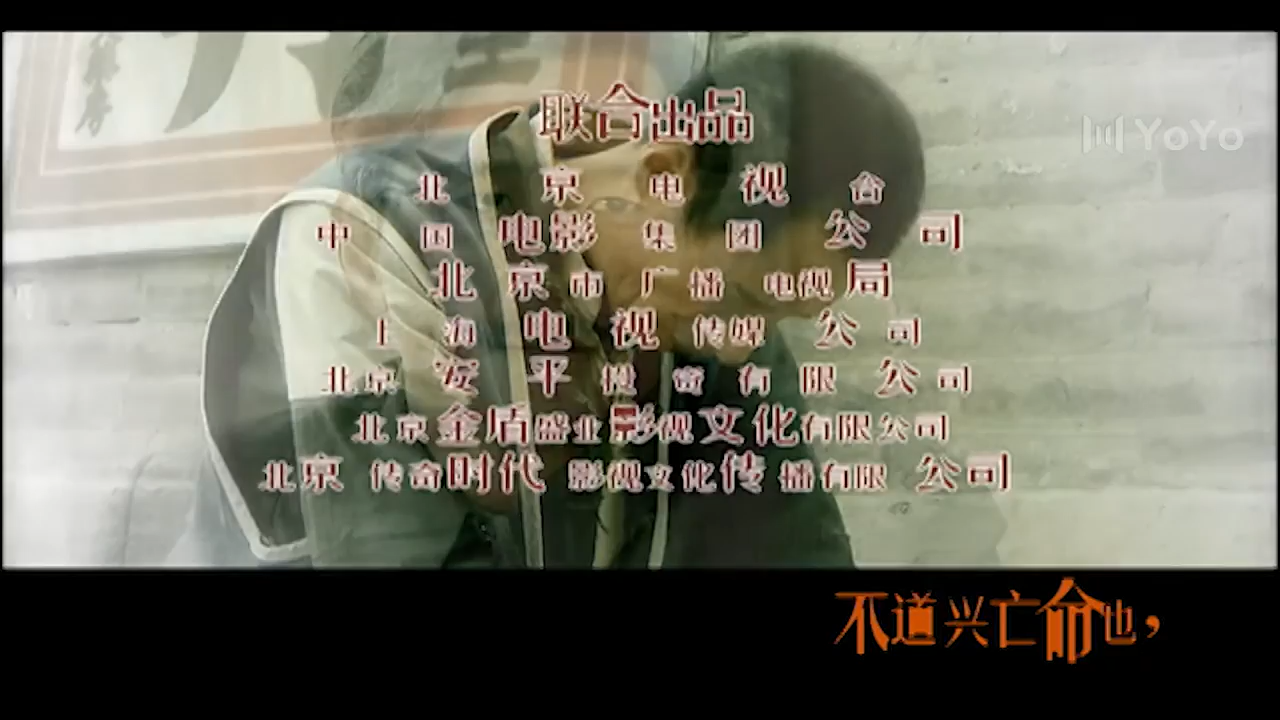 联合出品
YoYo
北京电视台
中国电影集团公司
北京市广播电视局
上海电视传媒公司
北京安平投资有限公司
北京金盾盛业影视文化有限公司
北京传奇时代影视文化传播有限公司
不道兴亡命也，